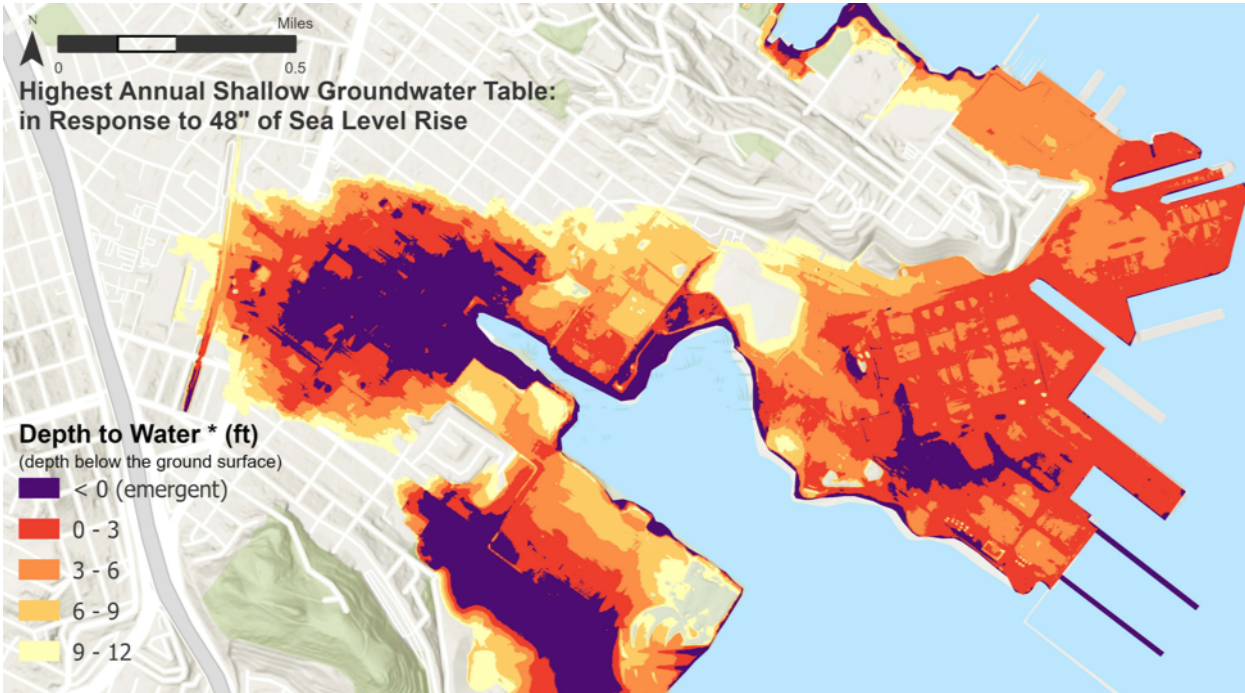 N
Miles
0
0.5
Highest Annual Shallow Groundwater Table:
in Response to 48" of Sea Level Rise
Depth to Water * (ft)
(depth below the ground surface)
< 0 (emergent)
0 - 3
3 - 6
6 - 9
9 - 12